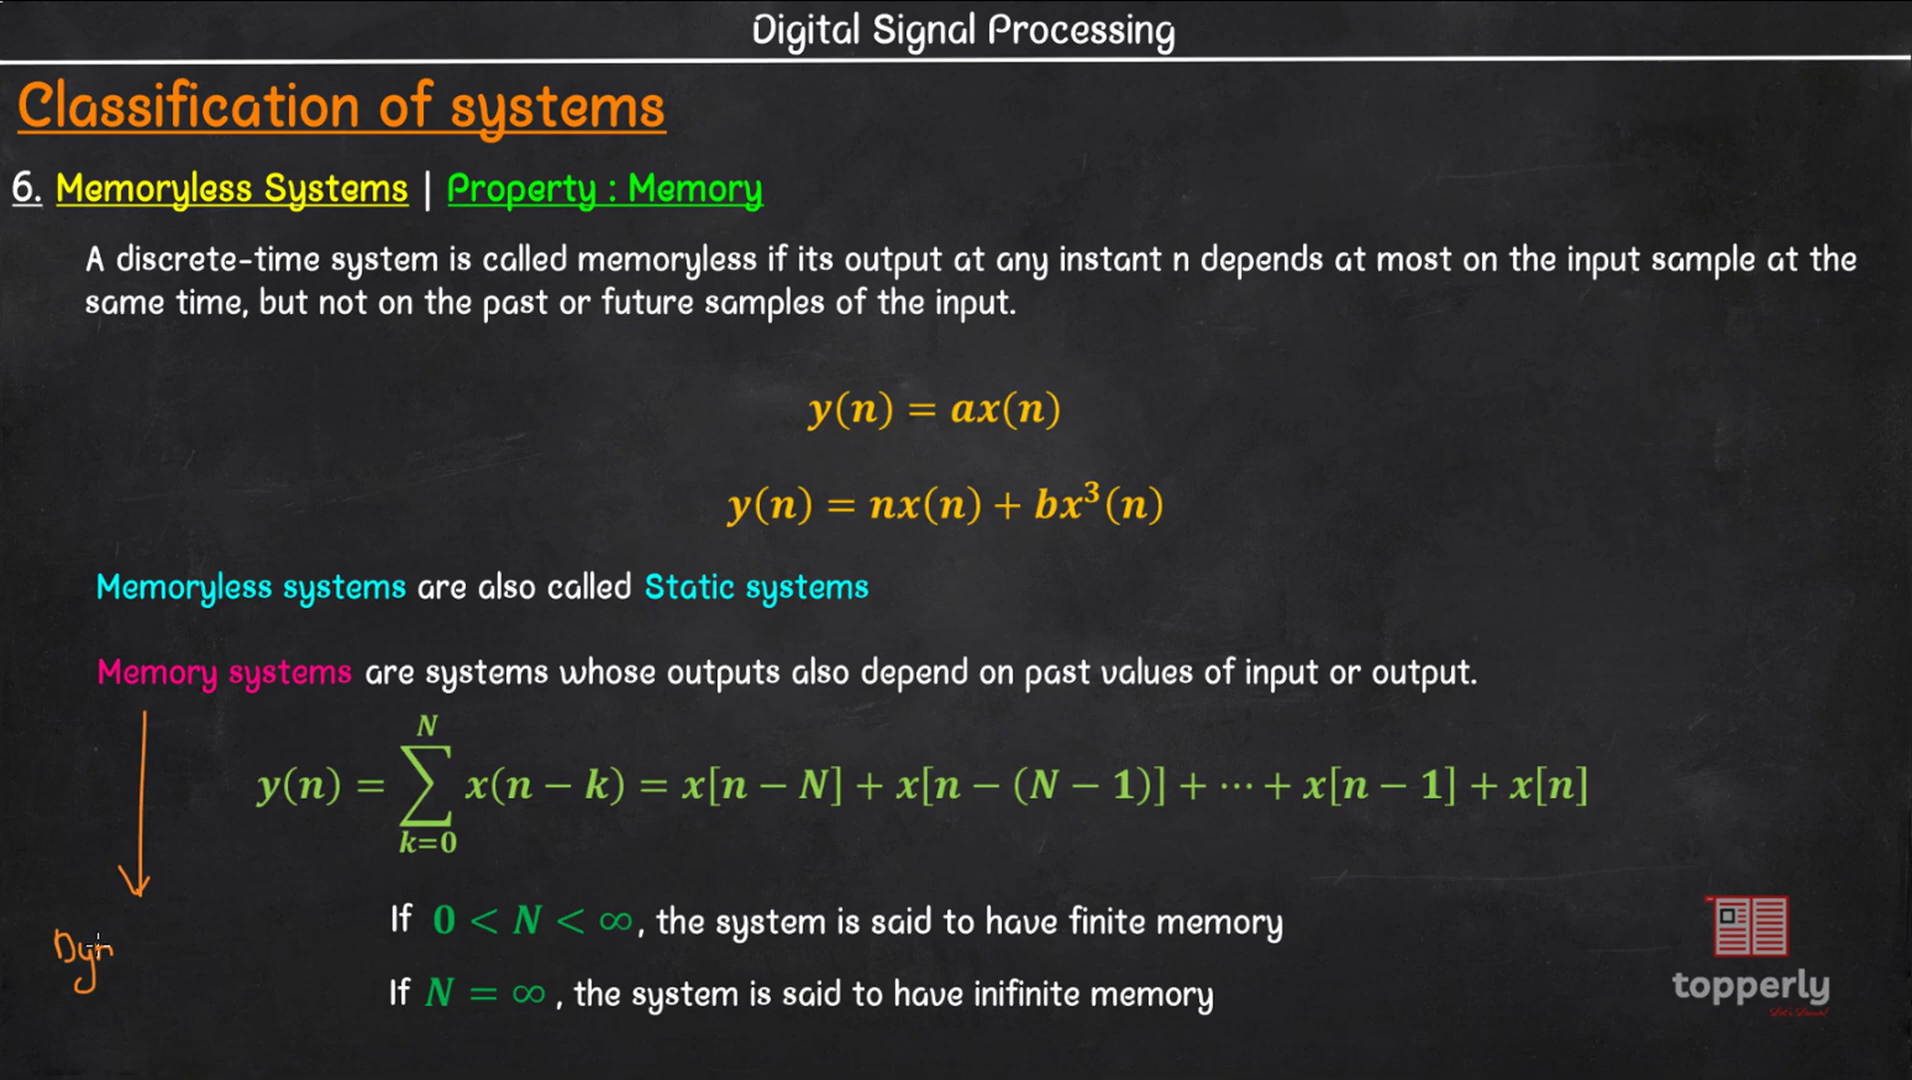 Digital Signal Processing
Classification of systems
6. Memoryless Systems | Property : Memory
A discrete-time system is called memoryless if its output at any instant n depends at most on the input sample at the
same time, but not on the past or future samples of the input.
y(n) = ax(n)
y(n) = nx(n) + bx³(n)
Memoryless systems are also called Static systems
Memory systems are systems whose outputs also depend on past values of input or output.
y(n) = ∑_{k=0}^{N} x(n − k) = x[n − N] + x[n − (N − 1)] + ⋯ + x[n − 1] + x[n]
If 0 < N < ∞, the system is said to have finite memory
Dyn
If N = ∞ , the system is said to have inifinite memory
topperly
Let's Learn!